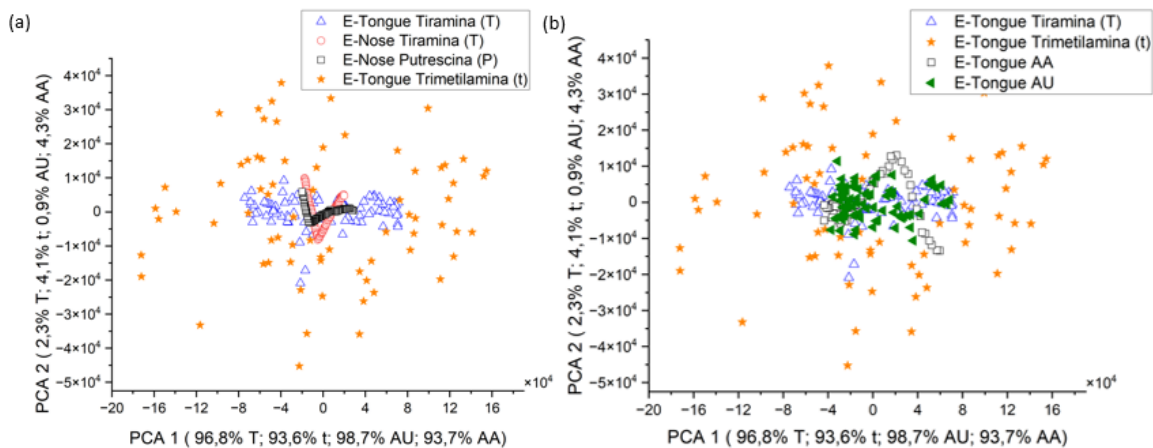 (a)
E-Tongue Tiramina (T)
E-Nose Tiramina (T)
E-Nose Putrescina (P)
E-Tongue Trimetilamina (t)
PCA 2 ( 2,3% T; 4,1% t; 0,9% AU; 4,3% AA)
4×10⁴
3×10⁴
2×10⁴
1×10⁴
0
−1×10⁴
−2×10⁴
−3×10⁴
−4×10⁴
−5×10⁴
×10⁴
−20 −16 −12 −8 −4 0 4 8 12 16
PCA 1 ( 96,8% T; 93,6% t; 98,7% AU; 93,7% AA)
(b)
E-Tongue Tiramina (T)
E-Tongue Trimetilamina (t)
E-Tongue AA
E-Tongue AU
PCA 2 ( 2,3% T; 4,1% t; 0,9% AU; 4,3% AA)
4×10⁴
3×10⁴
2×10⁴
1×10⁴
0
−1×10⁴
−2×10⁴
−3×10⁴
−4×10⁴
−5×10⁴
×10⁴
−20 −16 −12 −8 −4 0 4 8 12 16
PCA 1 ( 96,8% T; 93,6% t; 98,7% AU; 93,7% AA)